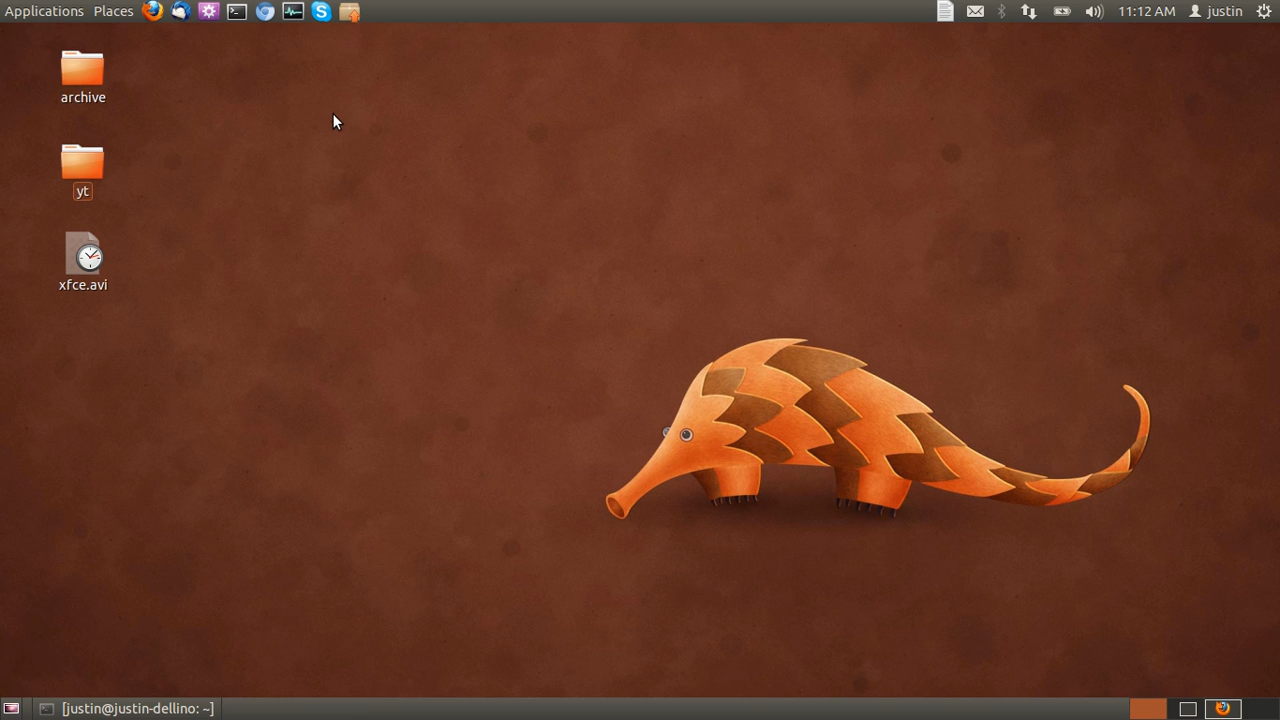 Applications Places 11:12 AM justin
archive
yt
xfce.avi
[justin@justin-dellino: ~]